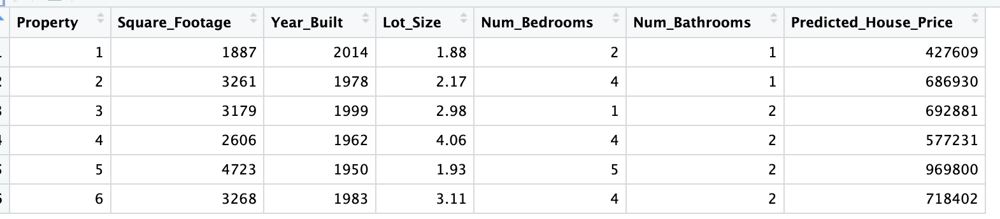 Property Square_Footage Year_Built Lot_Size Num_Bedrooms Num_Bathrooms Predicted_House_Price
1 1887 2014 1.88 2 1 427609
2 3261 1978 2.17 4 1 686930
3 3179 1999 2.98 1 2 692881
4 2606 1962 4.06 4 2 577231
5 4723 1950 1.93 5 2 969800
6 3268 1983 3.11 4 2 718402